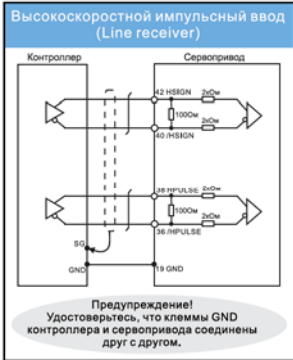 Высокоскоростной импульсный ввод
(Line receiver)
Контроллер
Сервопривод
42 HSIGN
2кОм
100Ом
2кОм
40 /HSIGN
38 HPULSE
2кОм
100Ом
2кОм
36 /HPULSE
SG
GND
19 GND
Предупреждение!
Удостоверьтесь, что клеммы GND
контроллера и сервопривода соединены
друг с другом.